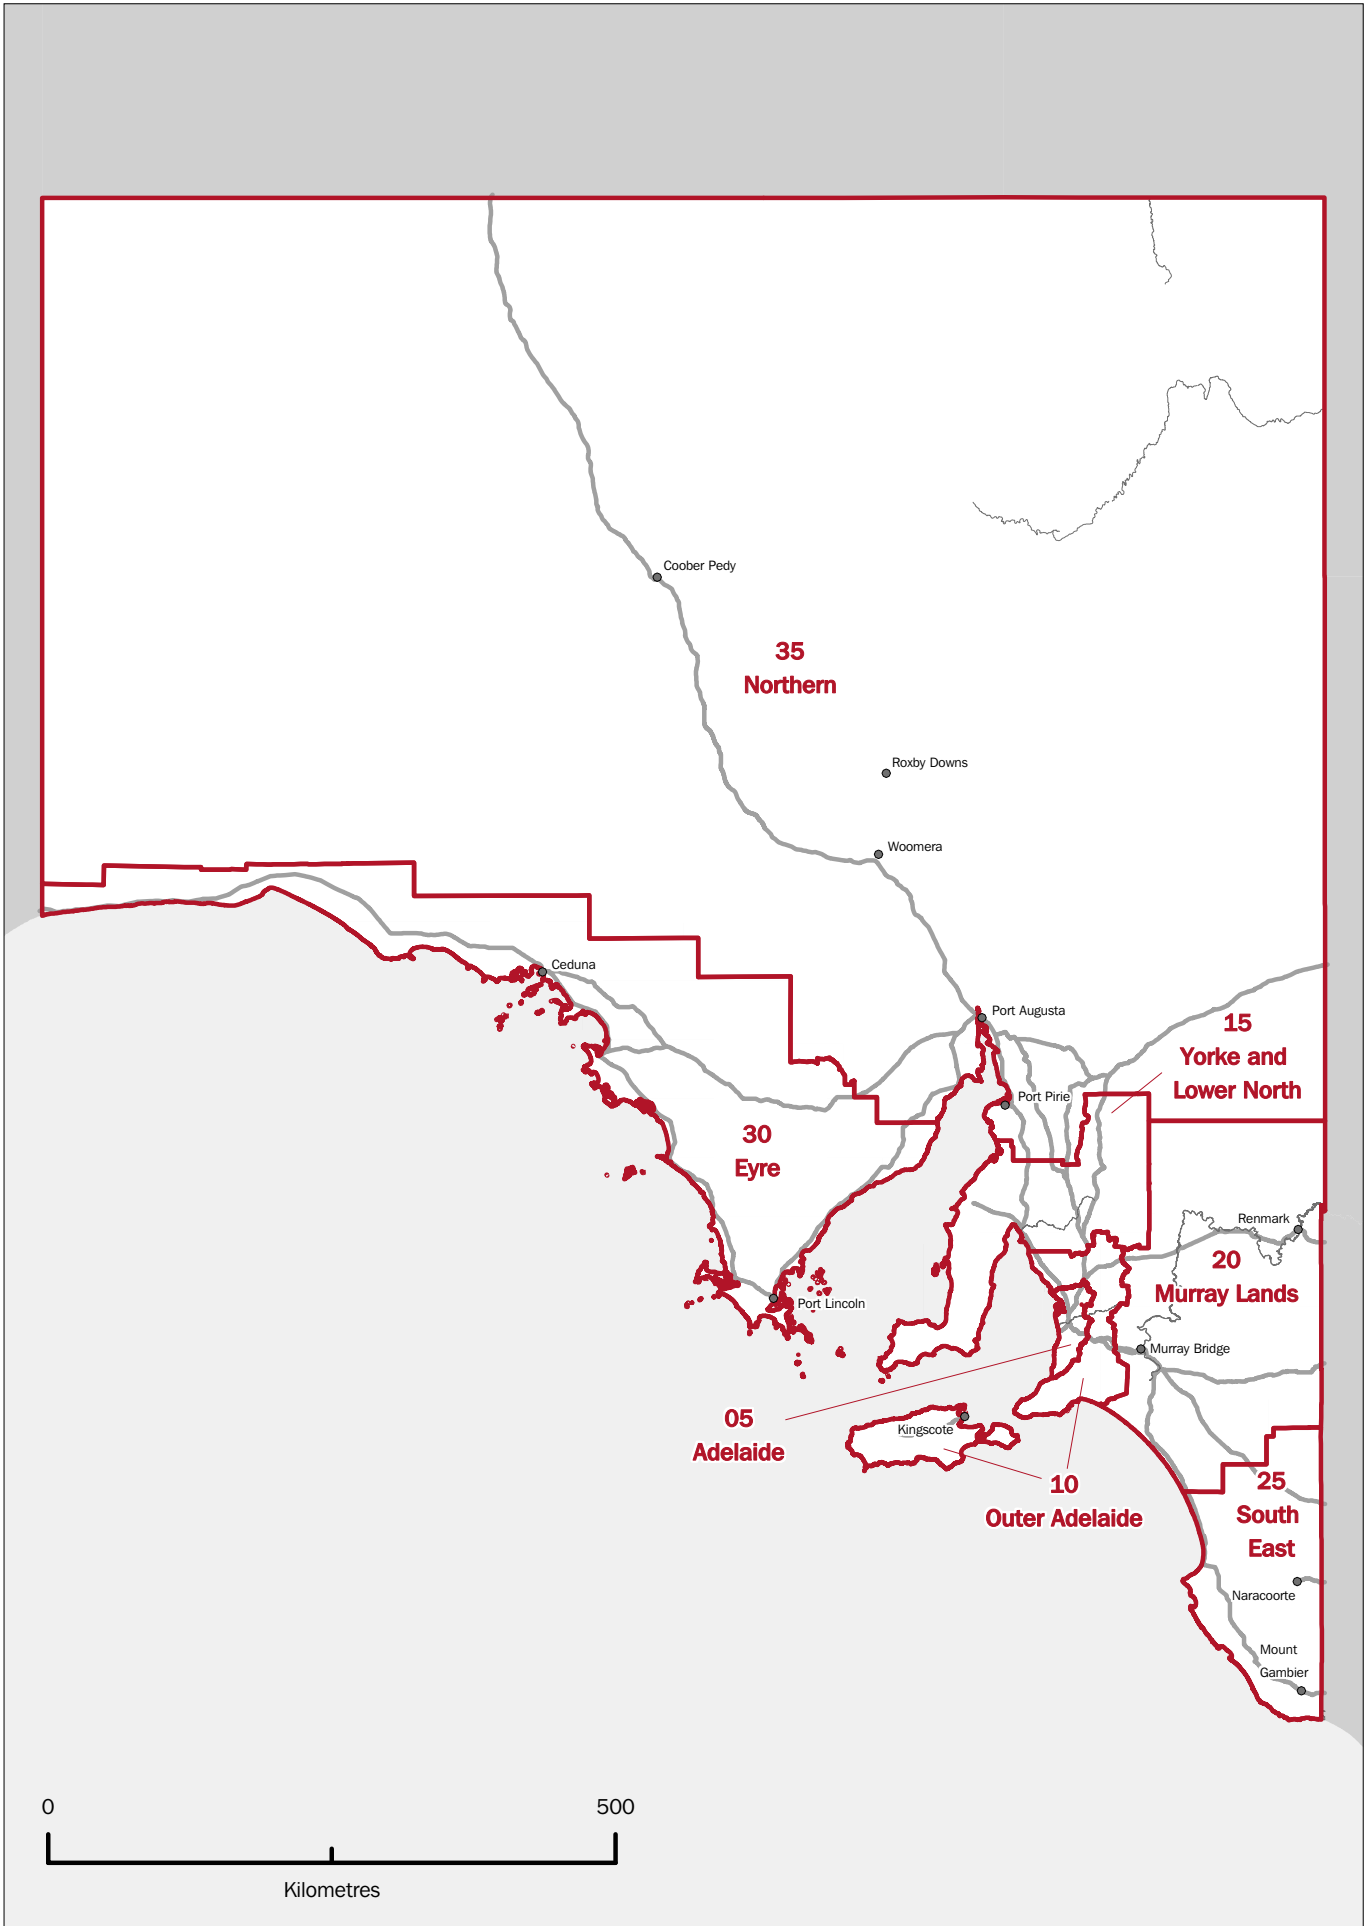 Coober Pedy
35
Northern
Roxby Downs
Woomera
Ceduna
Port Augusta
15
Yorke and
Lower North
Port Pirie
30
Eyre
Renmark
20
Murray Lands
Port Lincoln
Murray Bridge
05
Adelaide
Kingscote
10
Outer Adelaide
25
South
East
Naracoorte
Mount
Gambier
0 500
Kilometres